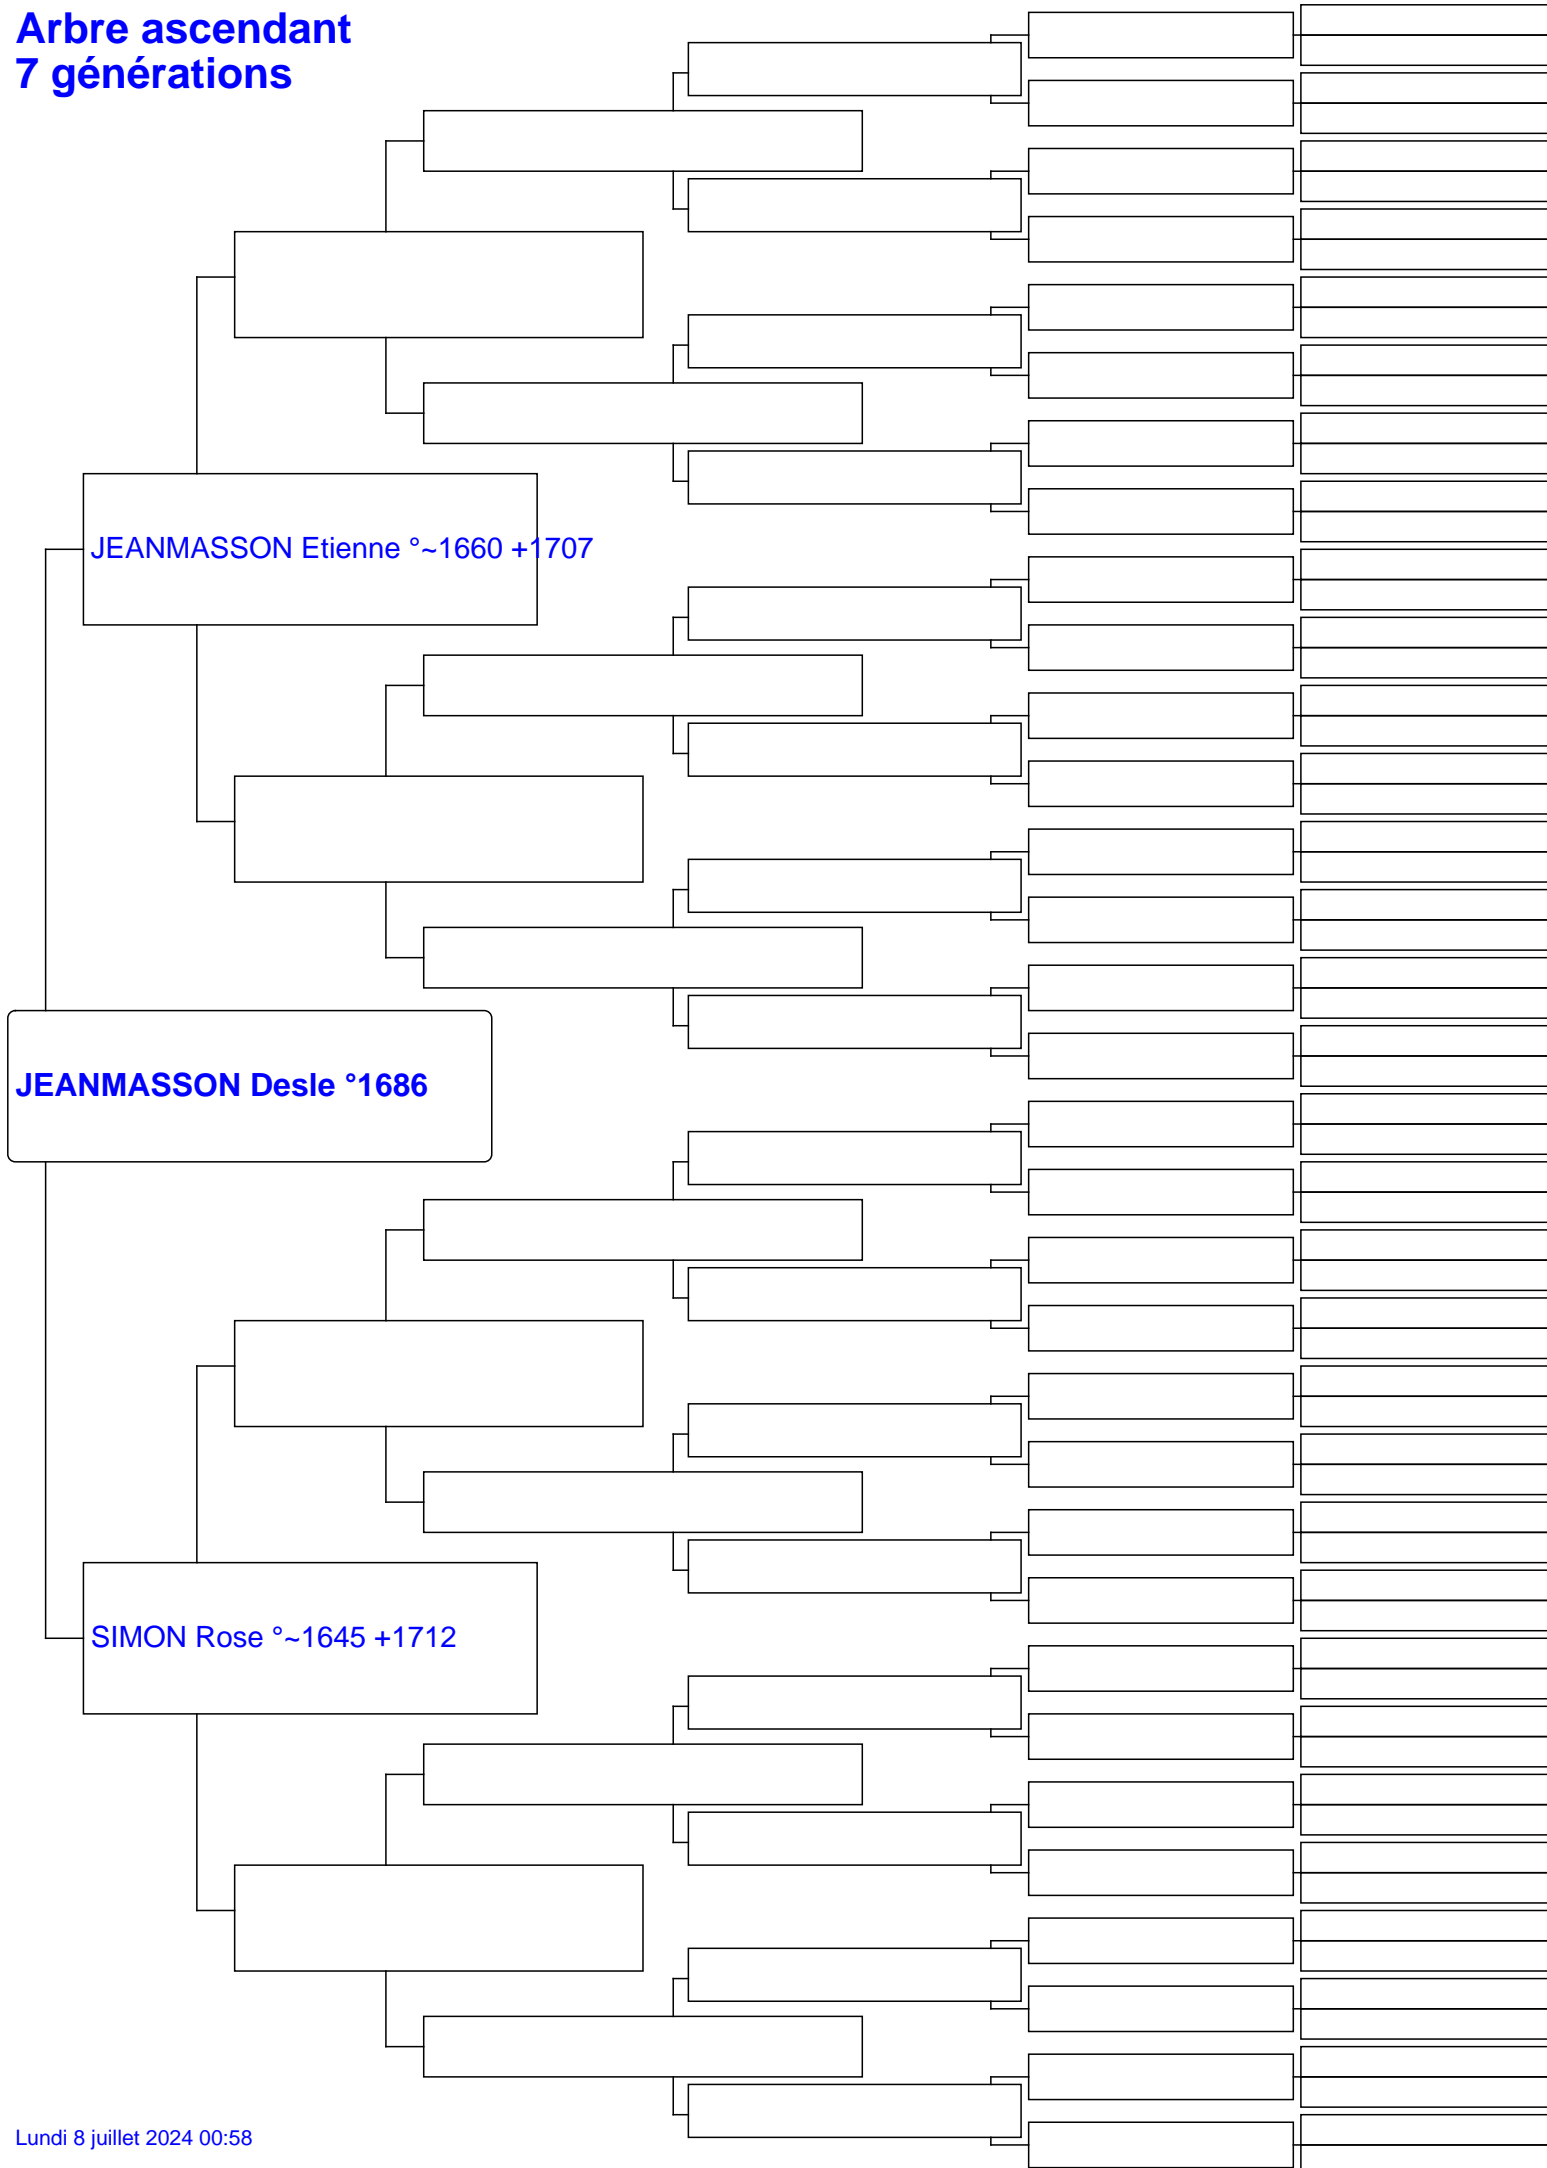 Arbre ascendant
7 générations
JEANMASSON Etienne °~1660 +1707
JEANMASSON Desle °1686
SIMON Rose °~1645 +1712
Lundi 8 juillet 2024 00:58